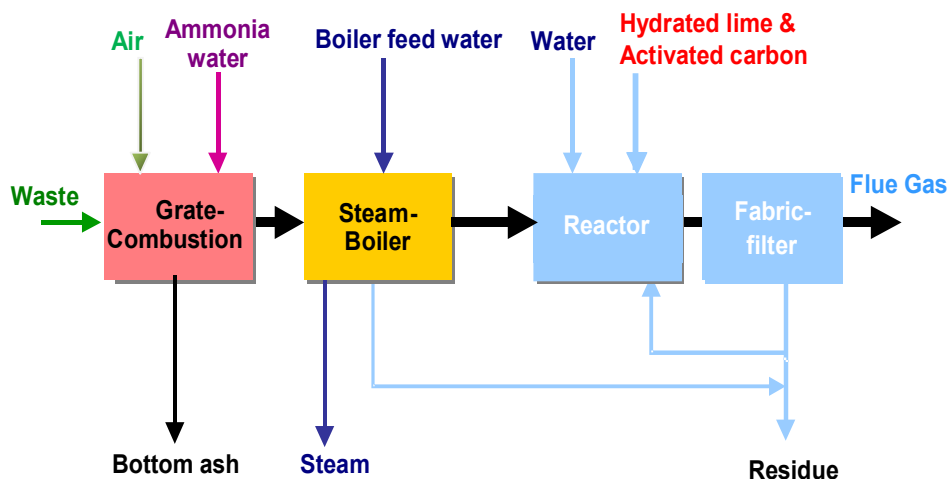 Air
Ammonia
water
Boiler feed water
Water
Hydrated lime &
Activated carbon
Waste
Grate-
Combustion
Steam-
Boiler
Reactor
Fabric-
filter
Flue Gas
Bottom ash
Steam
Residue